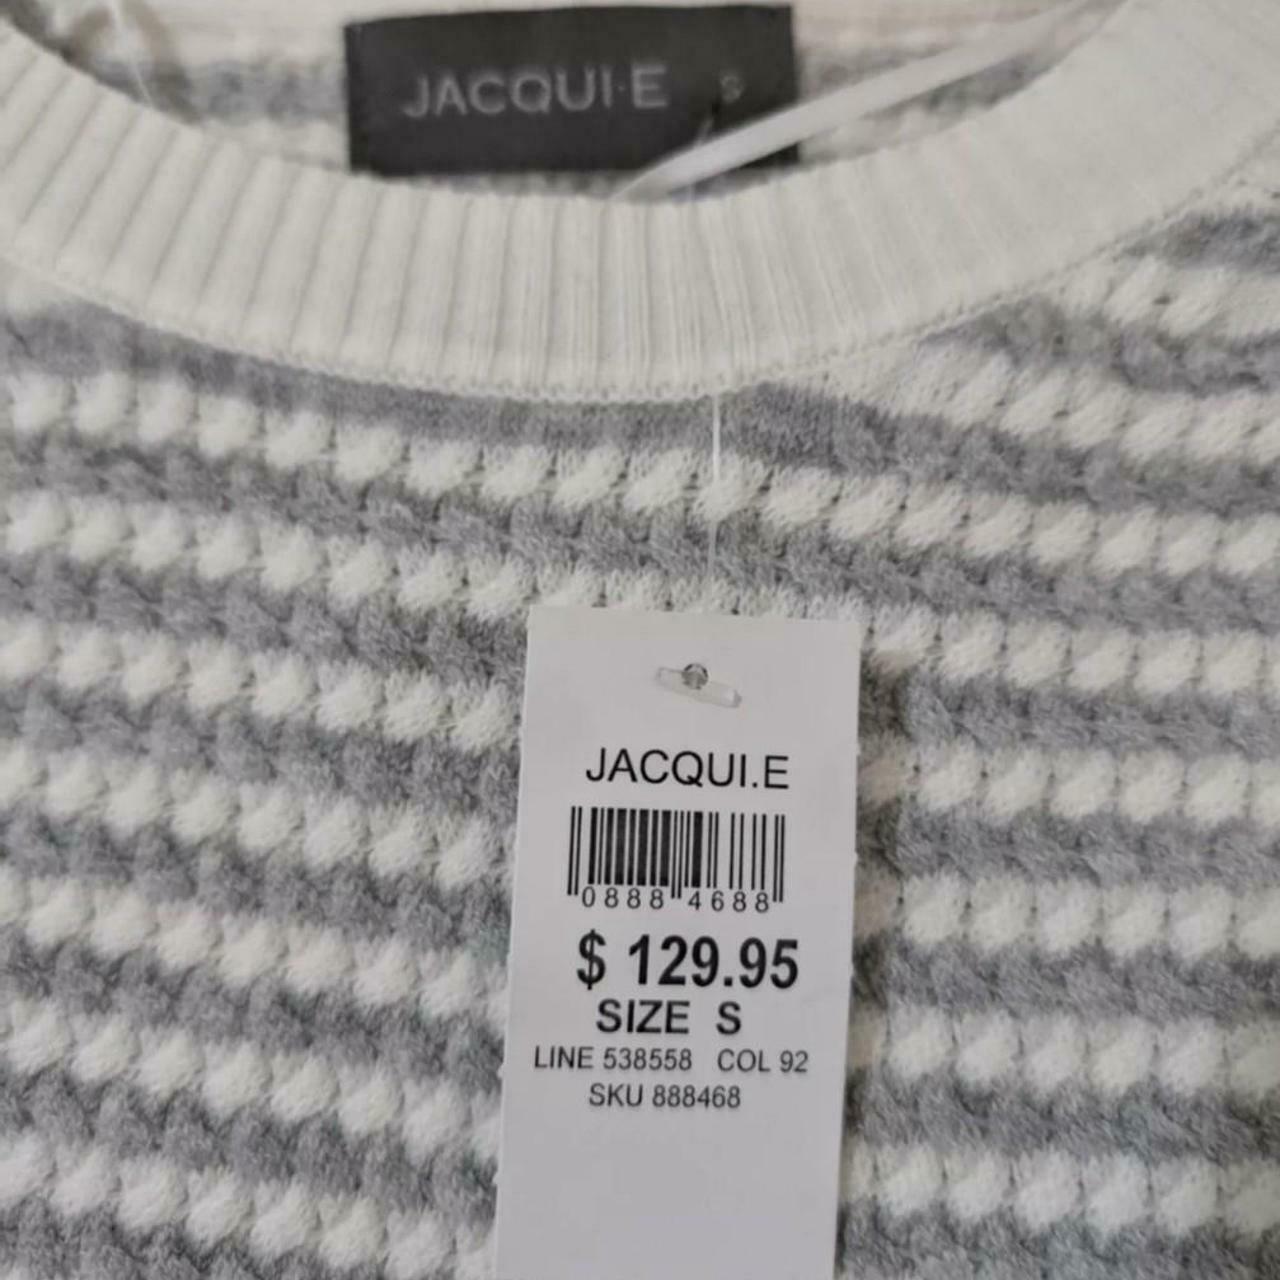 JACQUI·E S
JACQUI.E
0888 4688
$ 129.95
SIZE S
LINE 538558 COL 92
SKU 888468